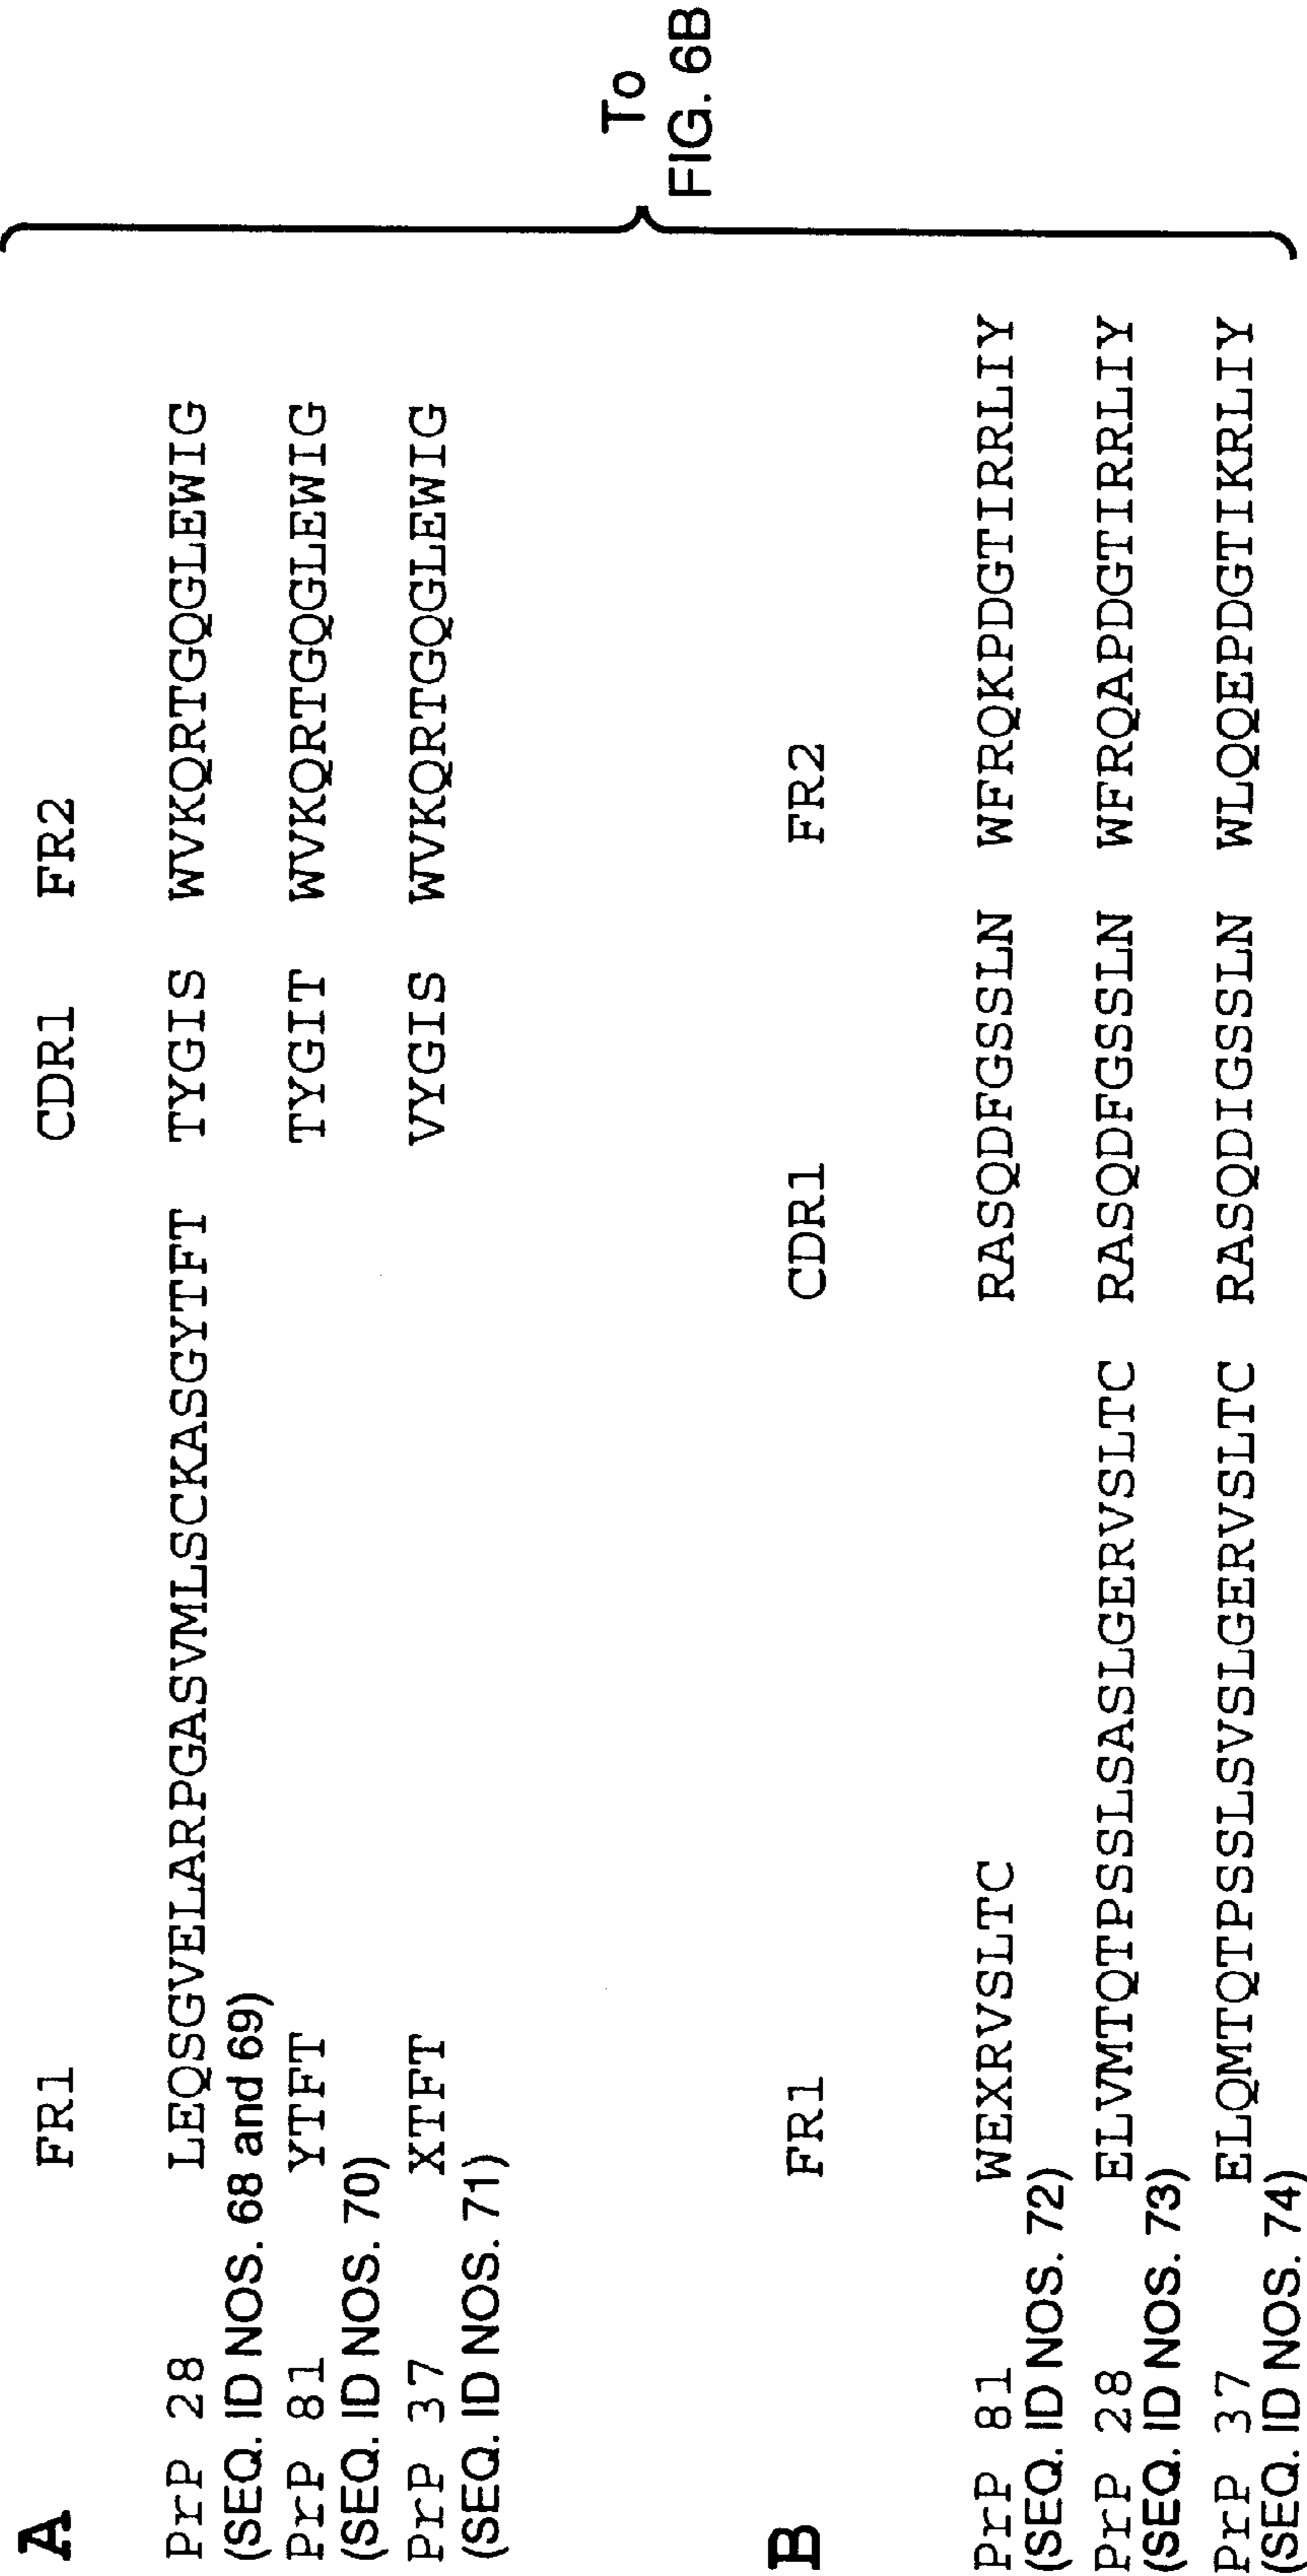 A
FR1 CDR1 FR2
PrP 28 LEQSGVELARPGASVMLSCKASGYTFT TYGIS WVKQRTGQGLEWIG
(SEQ. ID NOS. 68 and 69)
PrP 81 YTFT TYGIT WVKQRTGQGLEWIG
(SEQ. ID NOS. 70)
PrP 37 XTFT VYGIS WVKQRTGQGLEWIG
(SEQ. ID NOS. 71)
To
FIG. 6B
B
FR1 CDR1 FR2
PrP 81 WEXRVSLTC RASQDFGSSLN WFRQKPDGTIRRLIY
(SEQ. ID NOS. 72)
PrP 28 ELVMTQTPSSLSASLGERVSLTC RASQDFGSSLN WFRQAPDGTIRRLIY
(SEQ. ID NOS. 73)
PrP 37 ELQMTQTPSSLSVSLGERVSLTC RASQDIGSSLN WLQQEPDGTIKRLIY
(SEQ. ID NOS. 74)